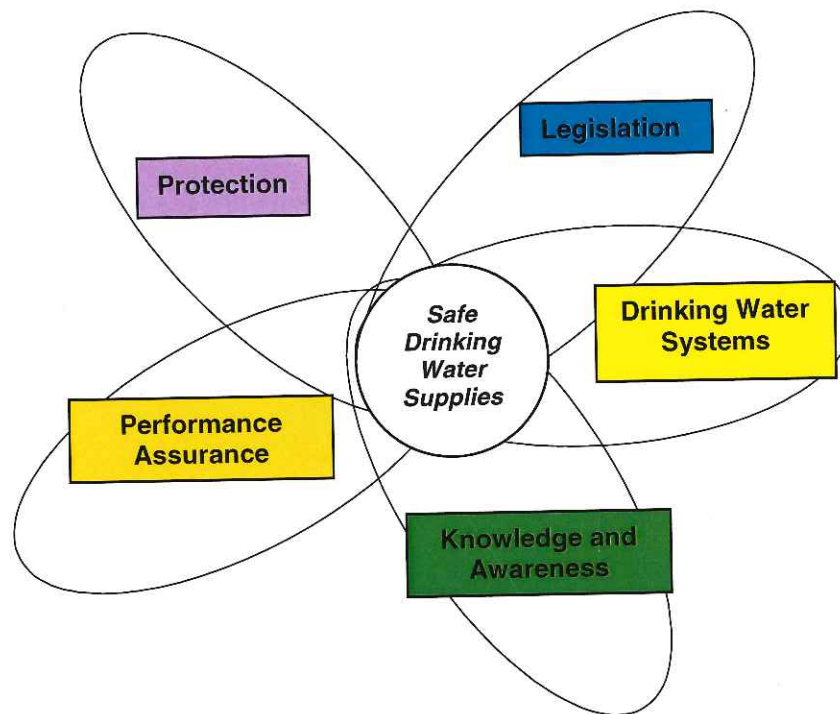 Legislation
Protection
Drinking Water
Systems
Safe
Drinking
Water
Supplies
Performance
Assurance
Knowledge and
Awareness